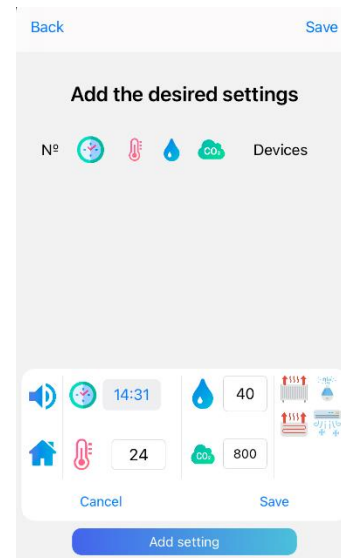 Back Save
Add the desired settings
Nº CO₂ Devices
14:31 40
24 CO₂ 800
Cancel Save
Add setting